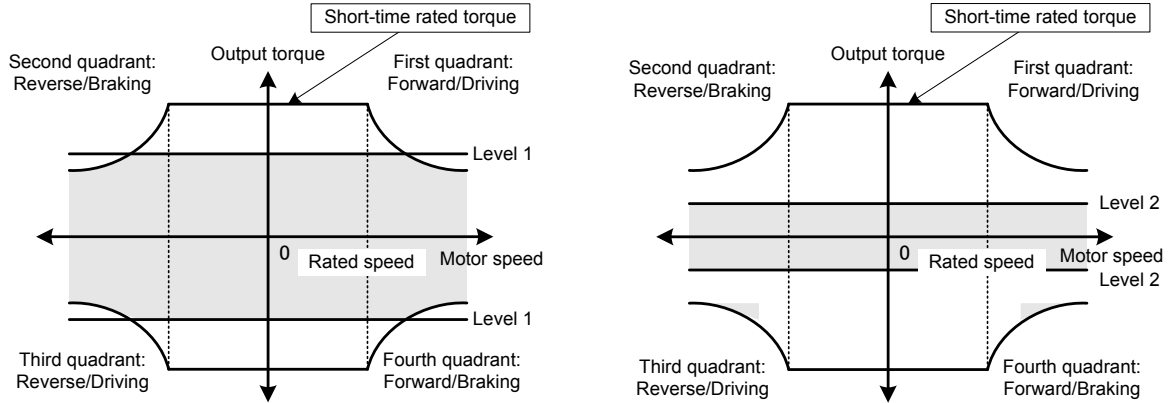 Short-time rated torque
Output torque
Second quadrant:
Reverse/Braking
First quadrant:
Forward/Driving
Level 1
0
Rated speed
Motor speed
Level 1
Third quadrant:
Reverse/Driving
Fourth quadrant:
Forward/Braking
Short-time rated torque
Output torque
Second quadrant:
Reverse/Braking
First quadrant:
Forward/Driving
Level 2
0
Rated speed
Motor speed
Level 2
Third quadrant:
Reverse/Driving
Fourth quadrant:
Forward/Braking